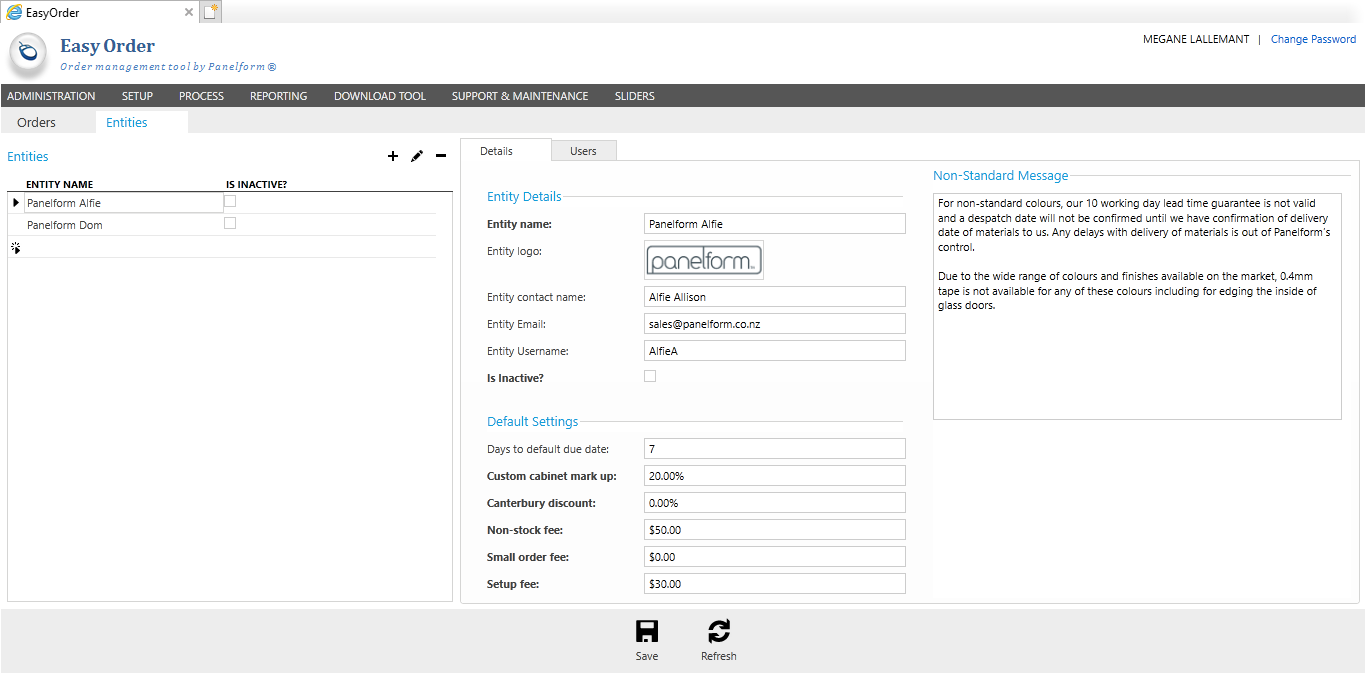 EasyOrder
Easy Order
Order management tool by Panelform ®
MEGANE LALLEMANT | Change Password
ADMINISTRATION SETUP PROCESS REPORTING DOWNLOAD TOOL SUPPORT & MAINTENANCE SLIDERS
Orders Entities
Entities
ENTITY NAME IS INACTIVE?
Panelform Alfie
Panelform Dom
Details Users
Entity Details
Entity name: Panelform Alfie
Entity logo: panelform
Entity contact name: Alfie Allison
Entity Email: sales@panelform.co.nz
Entity Username: AlfieA
Is Inactive?
Default Settings
Days to default due date: 7
Custom cabinet mark up: 20.00%
Canterbury discount: 0.00%
Non-stock fee: $50.00
Small order fee: $0.00
Setup fee: $30.00
Non-Standard Message
For non-standard colours, our 10 working day lead time guarantee is not valid
and a despatch date will not be confirmed until we have confirmation of delivery
date of materials to us. Any delays with delivery of materials is out of Panelform's
control.
Due to the wide range of colours and finishes available on the market, 0.4mm
tape is not available for any of these colours including for edging the inside of
glass doors.
Save Refresh